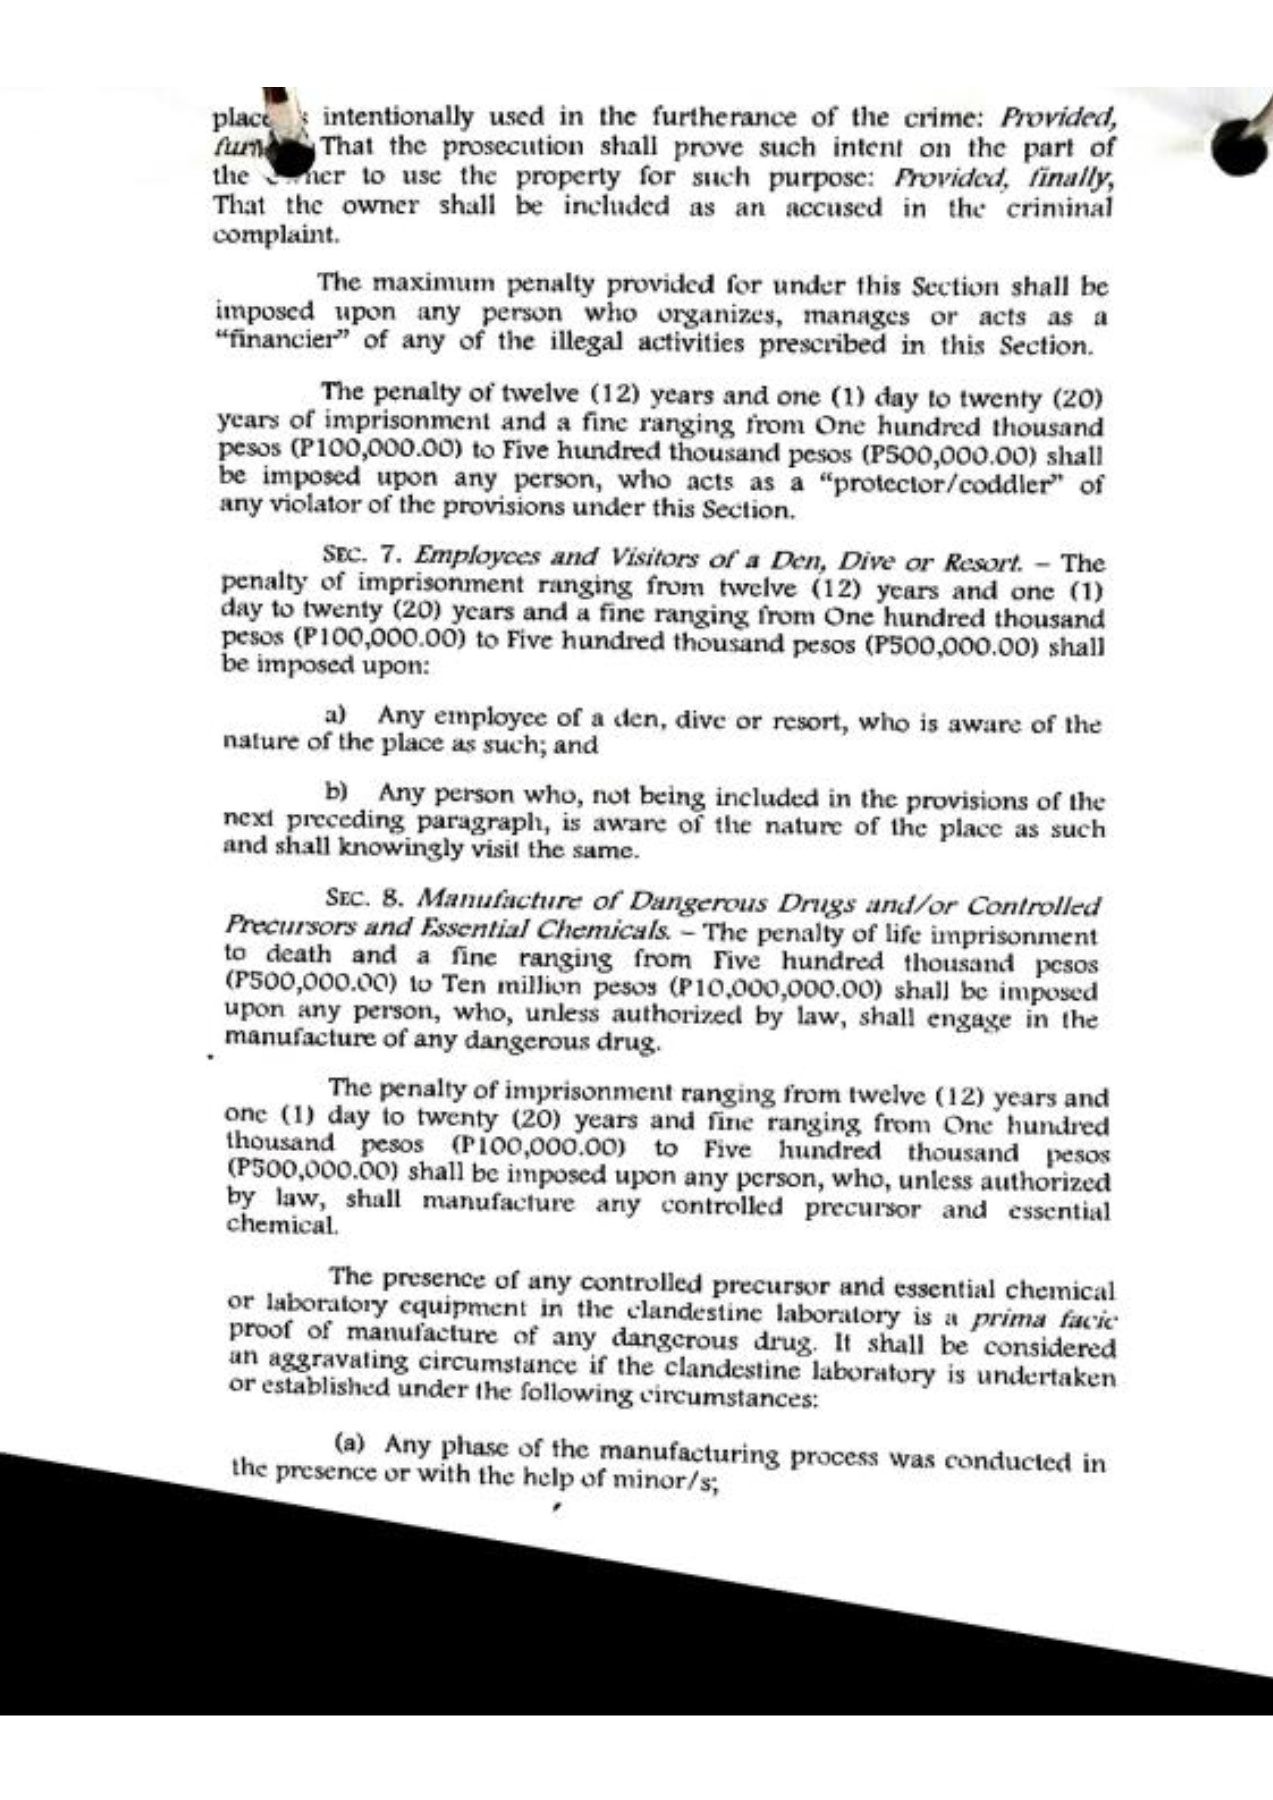 place intentionally used in the furtherance of the crime: Provided,
That the prosecution shall prove such intent on the part of
the to use the property for such purpose: Provided, finally,
That the owner shall be included as an accused in the criminal
complaint.
The maximum penalty provided for under this Section shall be
imposed upon any person who organizes, manages or acts as a
“financier” of any of the illegal activities prescribed in this Section.
The penalty of twelve (12) years and one (1) day to twenty (20)
years of imprisonment and a fine ranging from One hundred thousand
pesos (₱100,000.00) to Five hundred thousand pesos (₱500,000.00) shall
be imposed upon any person, who acts as a “protector/coddler” of
any violator of the provisions under this Section.
SEC. 7. Employees and Visitors of a Den, Dive or Resort. – The
penalty of imprisonment ranging from twelve (12) years and one (1)
day to twenty (20) years and a fine ranging from One hundred thousand
pesos (₱100,000.00) to Five hundred thousand pesos (₱500,000.00) shall
be imposed upon:
a) Any employee of a den, dive or resort, who is aware of the
nature of the place as such; and
b) Any person who, not being included in the provisions of the
next preceding paragraph, is aware of the nature of the place as such
and shall knowingly visit the same.
SEC. 8. Manufacture of Dangerous Drugs and/or Controlled
Precursors and Essential Chemicals. – The penalty of life imprisonment
to death and a fine ranging from Five hundred thousand pesos
(₱500,000.00) to Ten million pesos (₱10,000,000.00) shall be imposed
upon any person, who, unless authorized by law, shall engage in the
manufacture of any dangerous drug.
The penalty of imprisonment ranging from twelve (12) years and
one (1) day to twenty (20) years and fine ranging from One hundred
thousand pesos (₱100,000.00) to Five hundred thousand pesos
(₱500,000.00) shall be imposed upon any person, who, unless authorized
by law, shall manufacture any controlled precursor and essential
chemical.
The presence of any controlled precursor and essential chemical
or laboratory equipment in the clandestine laboratory is a prima facie
proof of manufacture of any dangerous drug. It shall be considered
an aggravating circumstance if the clandestine laboratory is undertaken
or established under the following circumstances:
(a) Any phase of the manufacturing process was conducted in
the presence or with the help of minor/s;